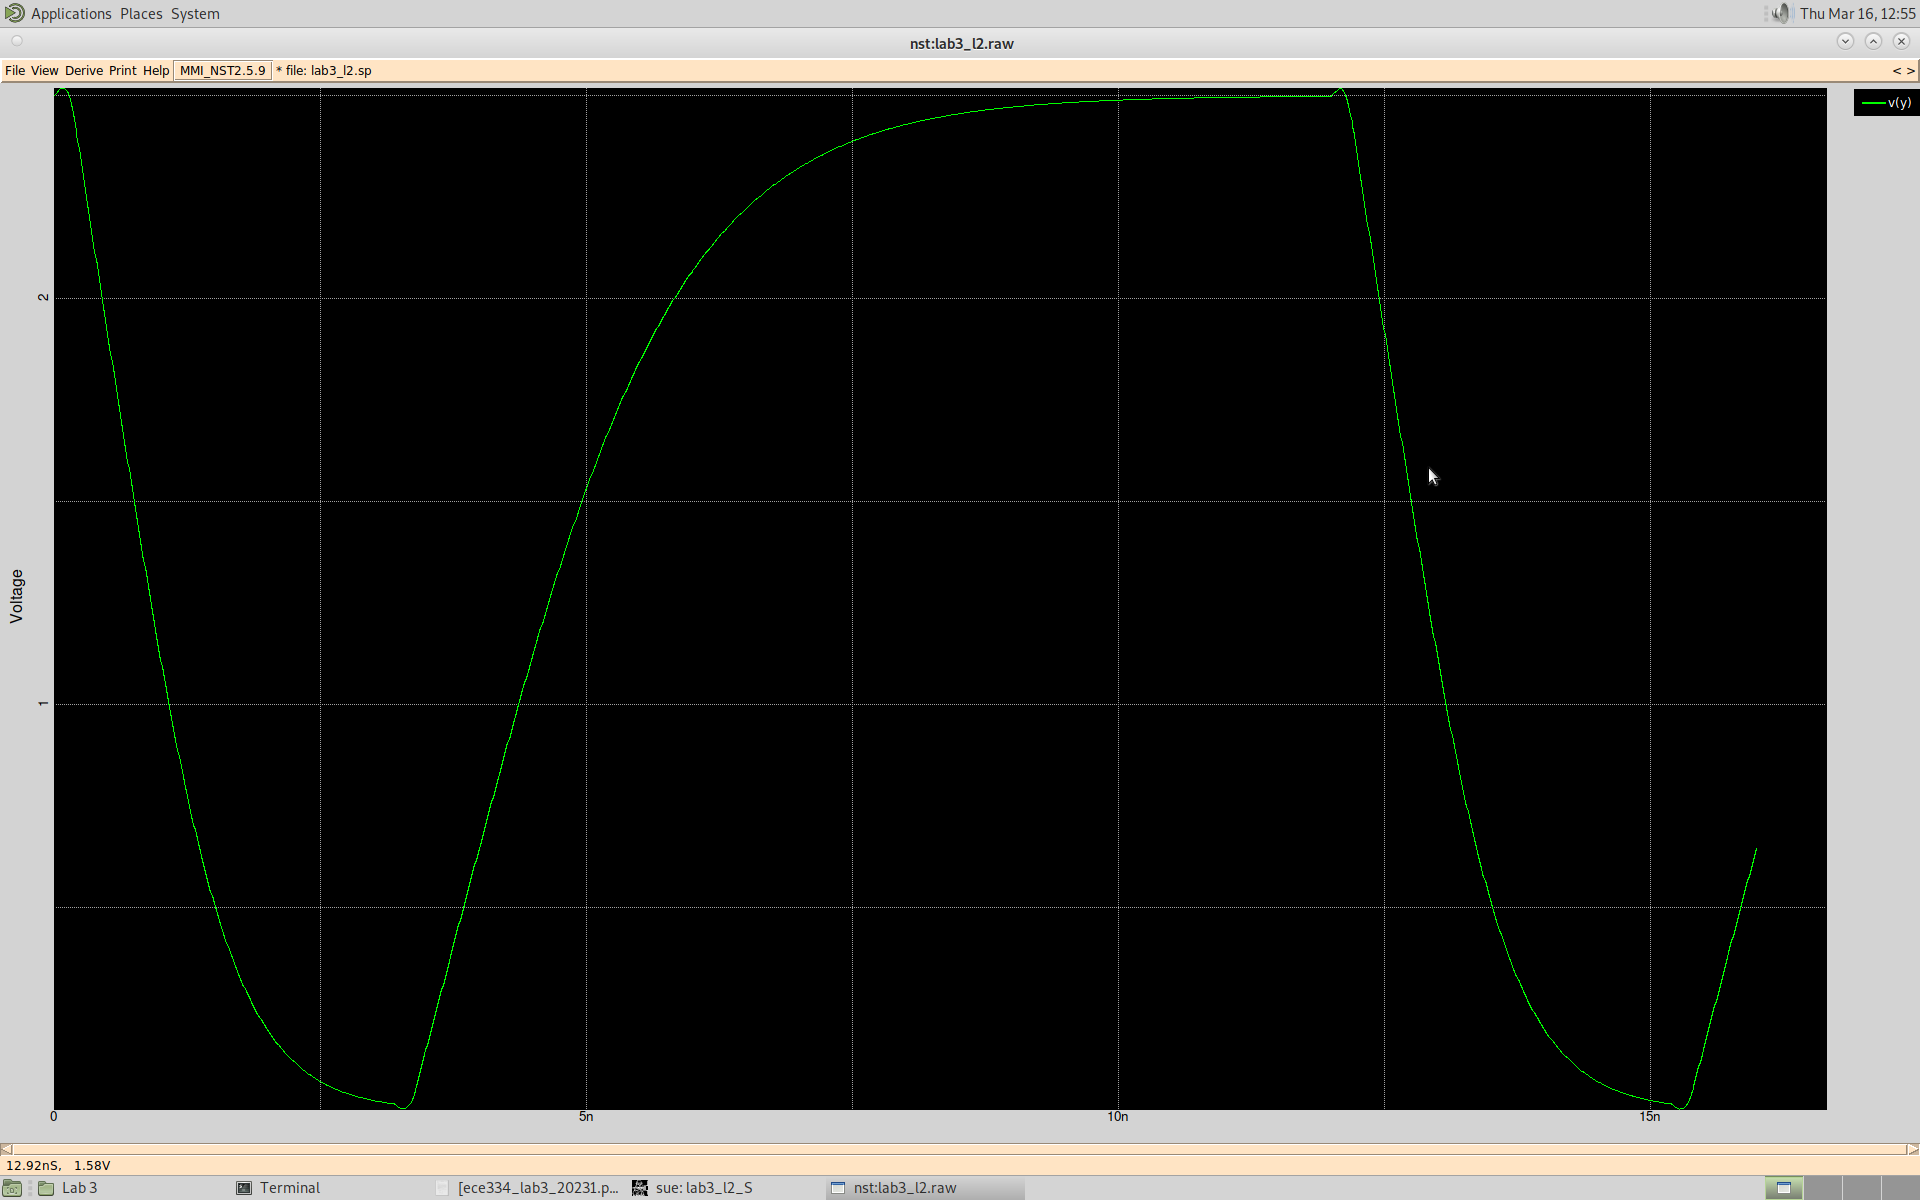 Applications Places System
Thu Mar 16, 12:55
nst:lab3_l2.raw
File View Derive Print Help MMI_NST2.5.9 * file: lab3_l2.sp
< >
v(y)
2
Voltage
1
0 5n 10n 15n
12.92nS, 1.58V
Lab 3 Terminal [ece334_lab3_20231.p... sue: lab3_l2_S nst:lab3_l2.raw